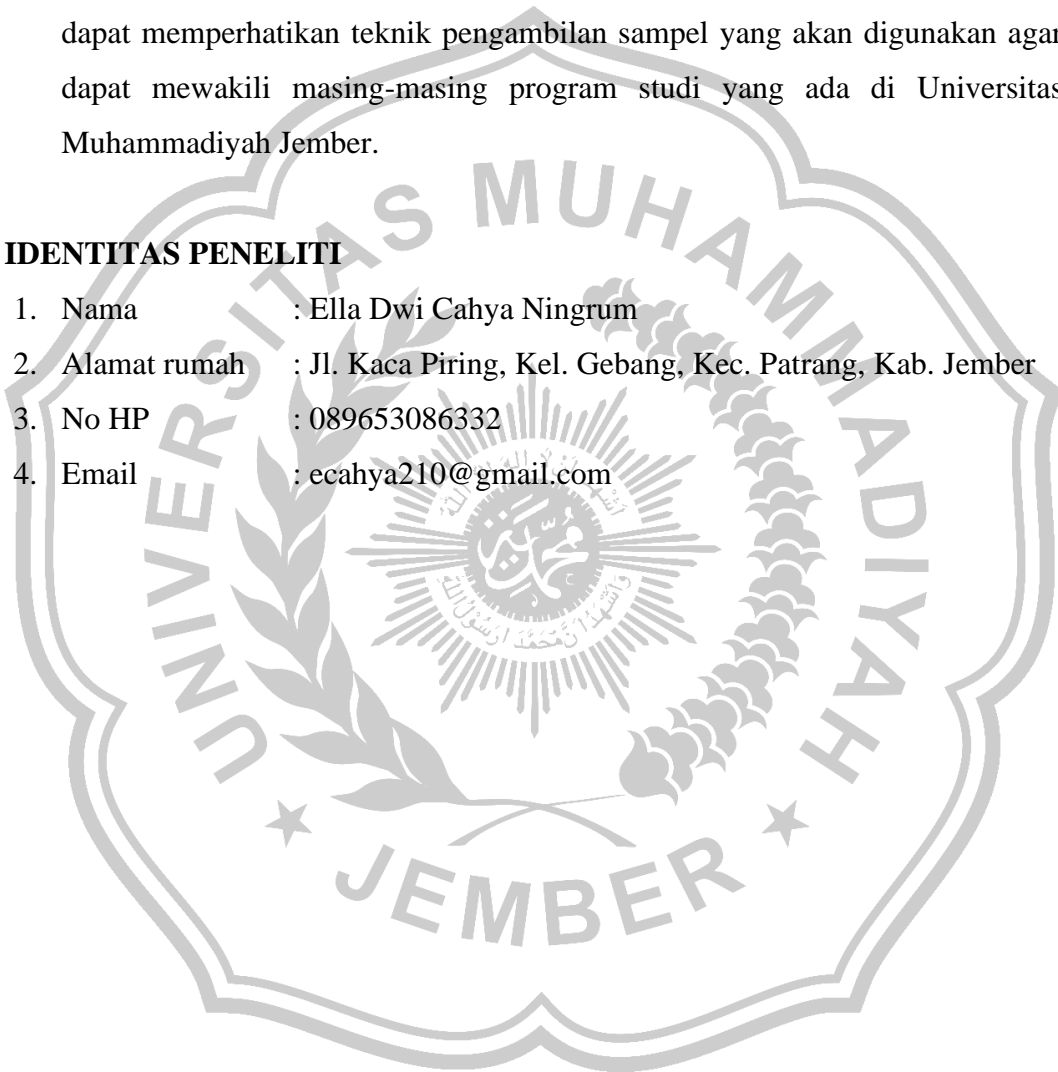 dapat memperhatikan teknik pengambilan sampel yang akan digunakan agar
dapat mewakili masing-masing program studi yang ada di Universitas
Muhammadiyah Jember.
IDENTITAS PENELITI
1. Nama : Ella Dwi Cahya Ningrum
2. Alamat rumah : Jl. Kaca Piring, Kel. Gebang, Kec. Patrang, Kab. Jember
3. No HP : 089653086332
4. Email : ecahya210@gmail.com
UNIVERSITAS MUHAMMADIYAH
JEMBER